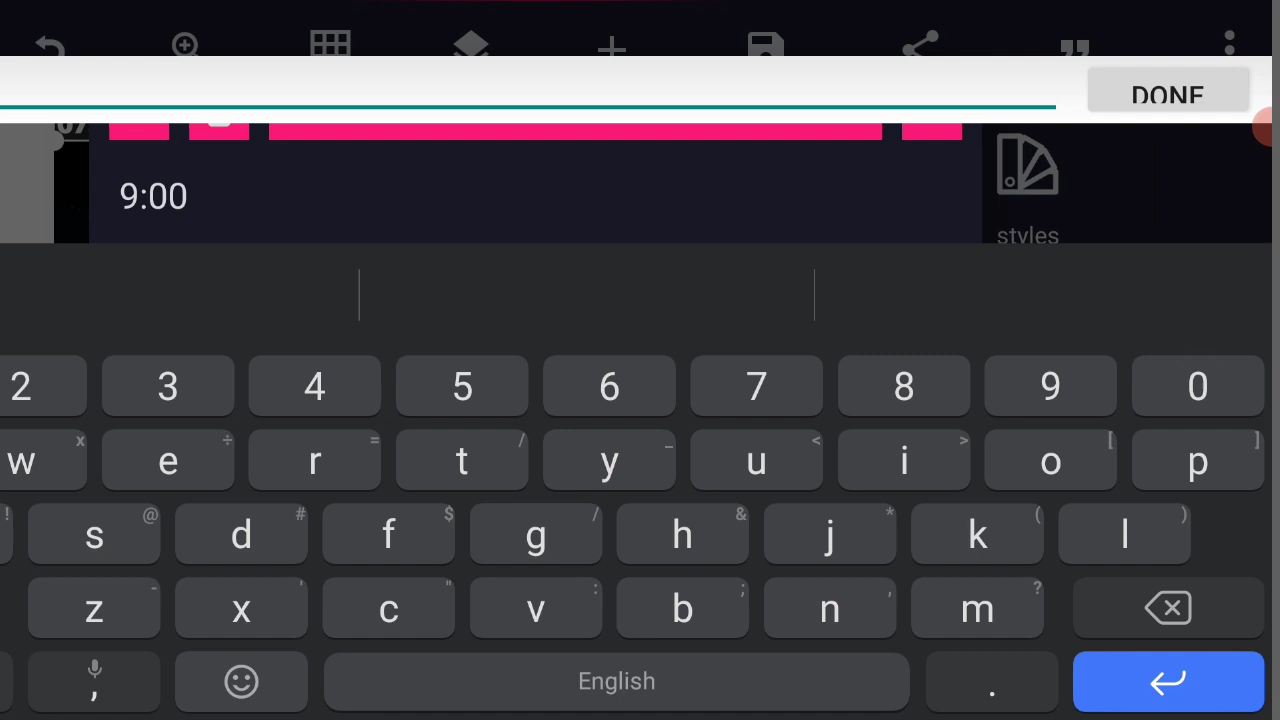 DONE
9:00
styles
2 3 4 5 6 7 8 9 0
w x e ÷ r = t / y _ u < i > o [ p ]
! s @ d # f $ g / h & j * k ( l )
z - x ' c " v : b ; n , m ?
, English .